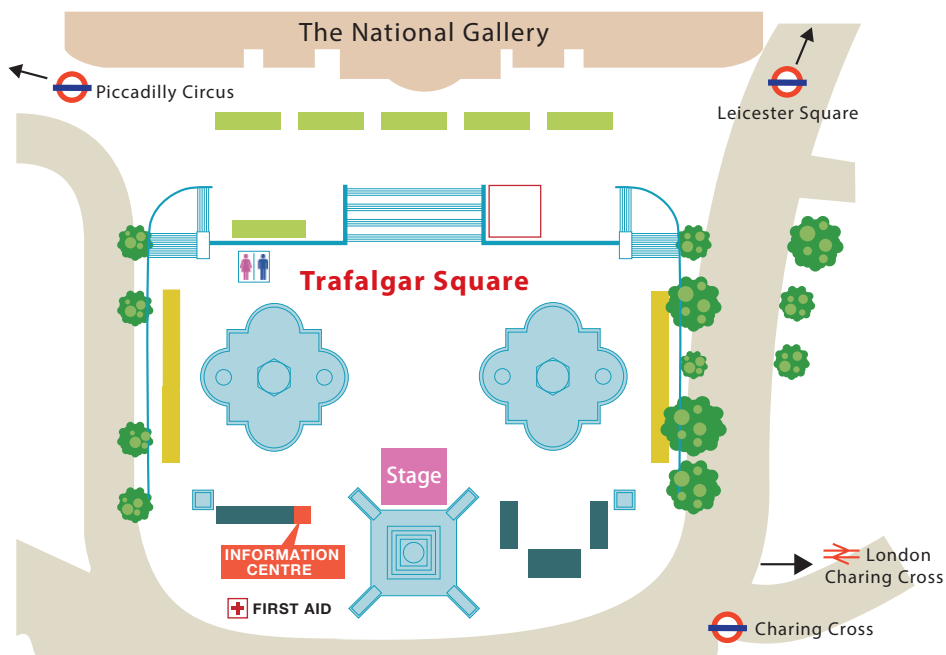 The National Gallery
Piccadilly Circus
Leicester Square
Trafalgar Square
Stage
INFORMATION
CENTRE
London
Charing Cross
FIRST AID
Charing Cross